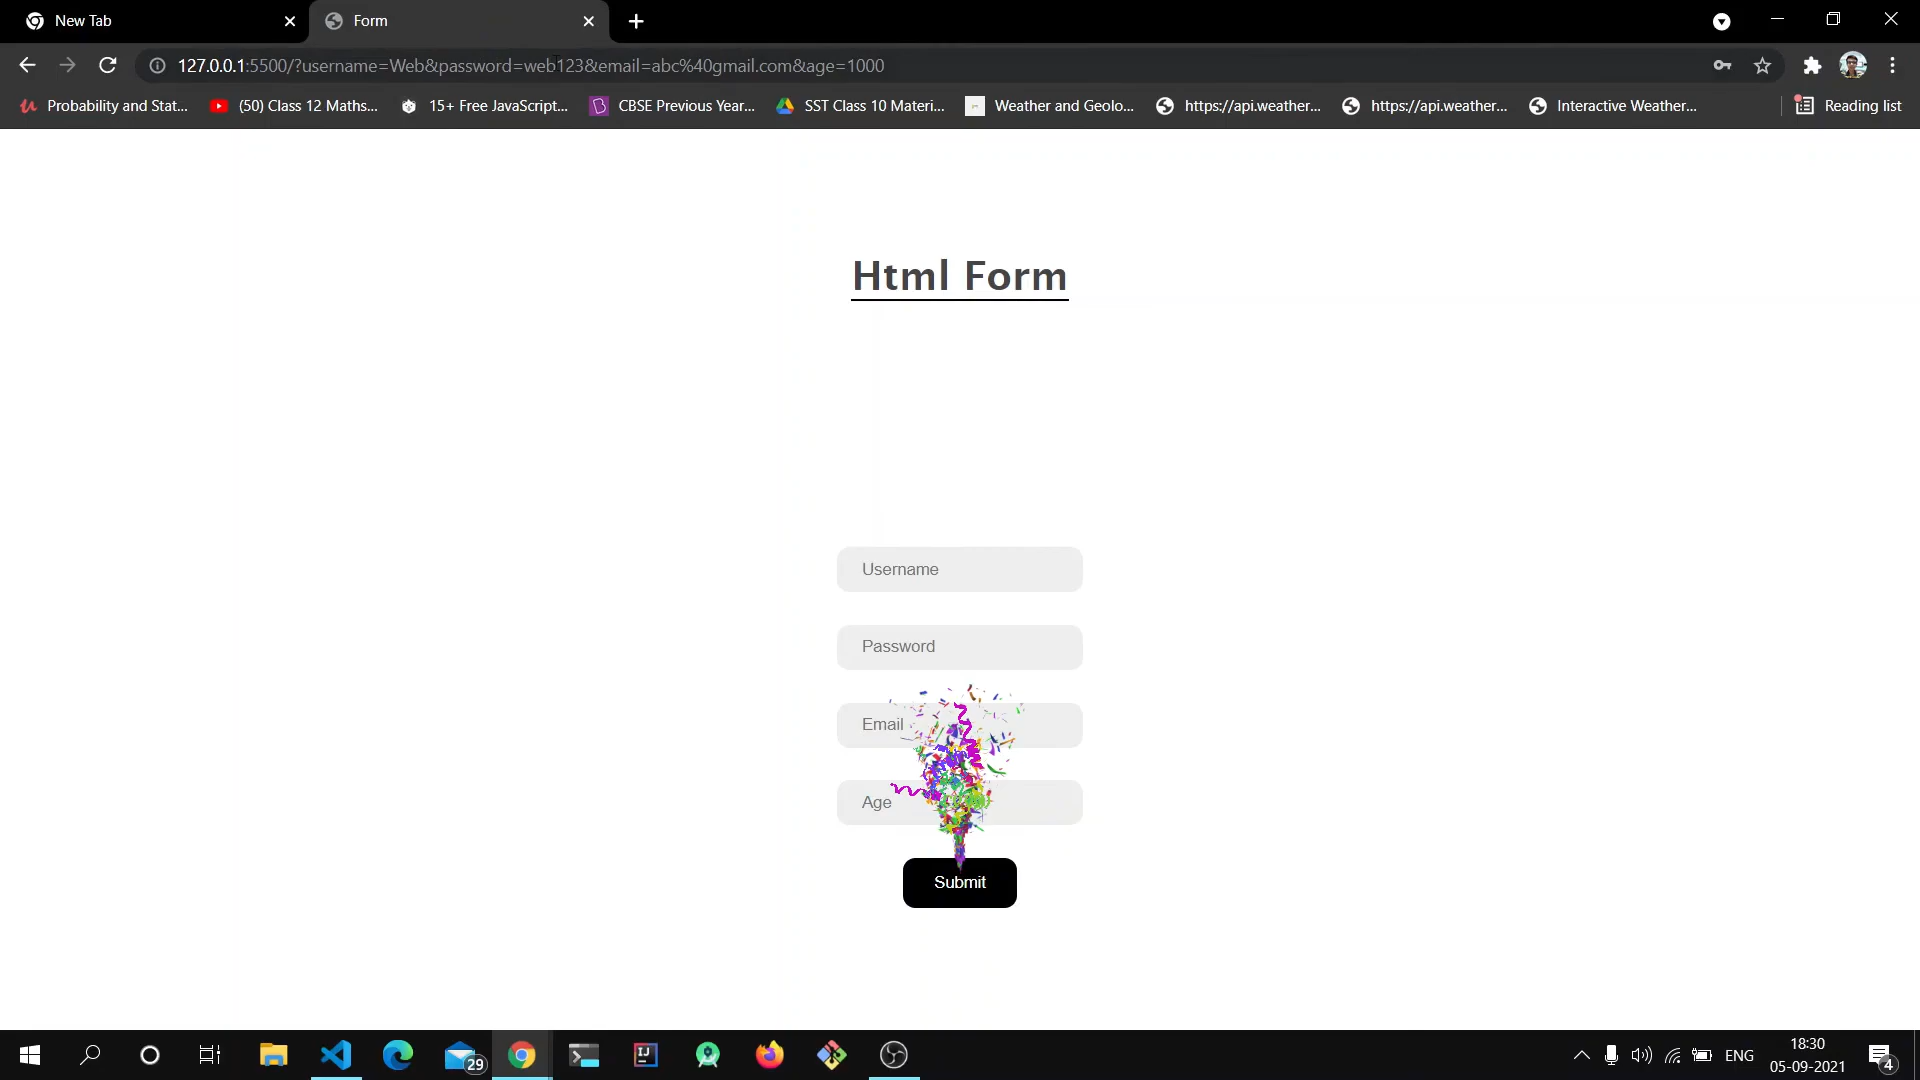 New Tab
Form
127.0.0.1:5500/?username=Web&password=web123&email=abc%40gmail.com&age=1000
Probability and Stat...
(50) Class 12 Maths...
15+ Free JavaScript...
CBSE Previous Year...
SST Class 10 Materi...
Weather and Geolo...
https://api.weather...
https://api.weather...
Interactive Weather...
Reading list
Html Form
Username
Password
Email
Age
Submit
29
ENG
18:30
05-09-2021
4